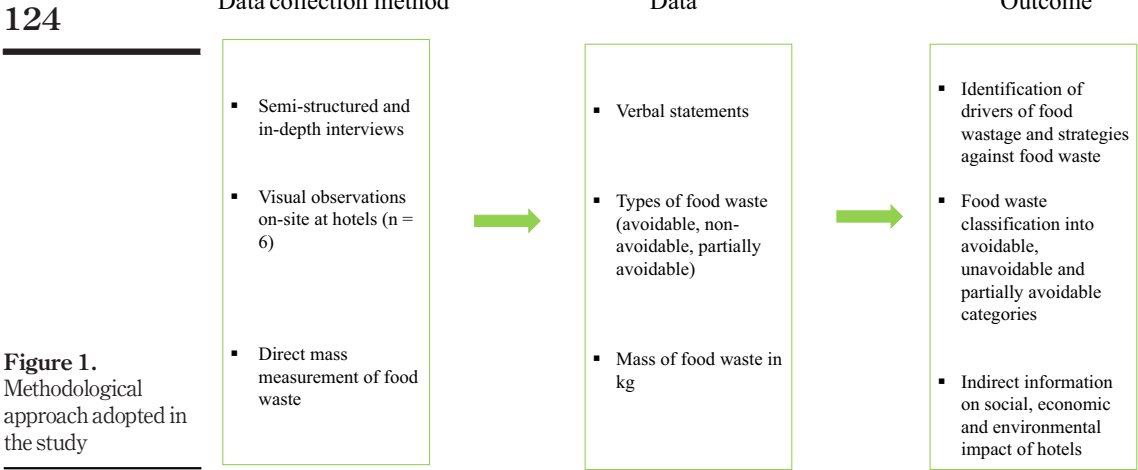 124
Data collection method
Data
Outcome
▪ Semi-structured and
in-depth interviews
▪ Visual observations
on-site at hotels (n =
6)
▪ Direct mass
measurement of food
waste
▪ Verbal statements
▪ Types of food waste
(avoidable, non-
avoidable, partially
avoidable)
▪ Mass of food waste in
kg
▪ Identification of
drivers of food
wastage and strategies
against food waste
▪ Food waste
classification into
avoidable,
unavoidable and
partially avoidable
categories
▪ Indirect information
on social, economic
and environmental
impact of hotels
Figure 1.
Methodological
approach adopted in
the study